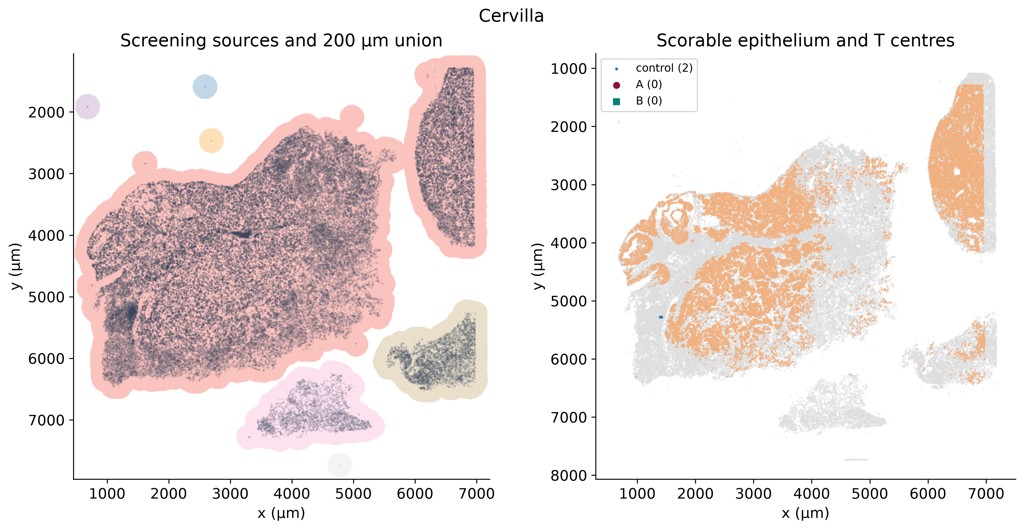 Cervilla
Screening sources and 200 µm union
y (µm)
2000
3000
4000
5000
6000
7000
1000 2000 3000 4000 5000 6000 7000
x (µm)
Scorable epithelium and T centres
control (2)
A (0)
B (0)
y (µm)
1000
2000
3000
4000
5000
6000
7000
8000
1000 2000 3000 4000 5000 6000 7000
x (µm)